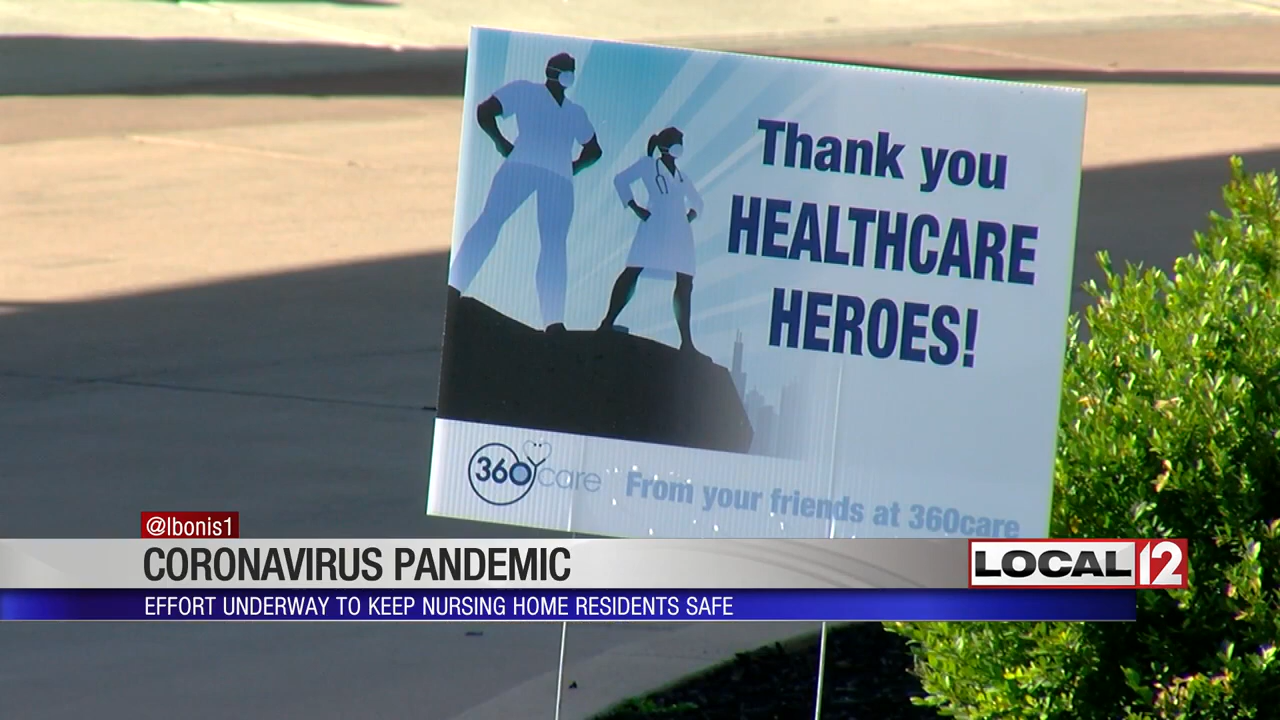 Thank you
HEALTHCARE
HEROES!
360care
From your friends at 360care
@lbonis1
CORONAVIRUS PANDEMIC
LOCAL 12
EFFORT UNDERWAY TO KEEP NURSING HOME RESIDENTS SAFE